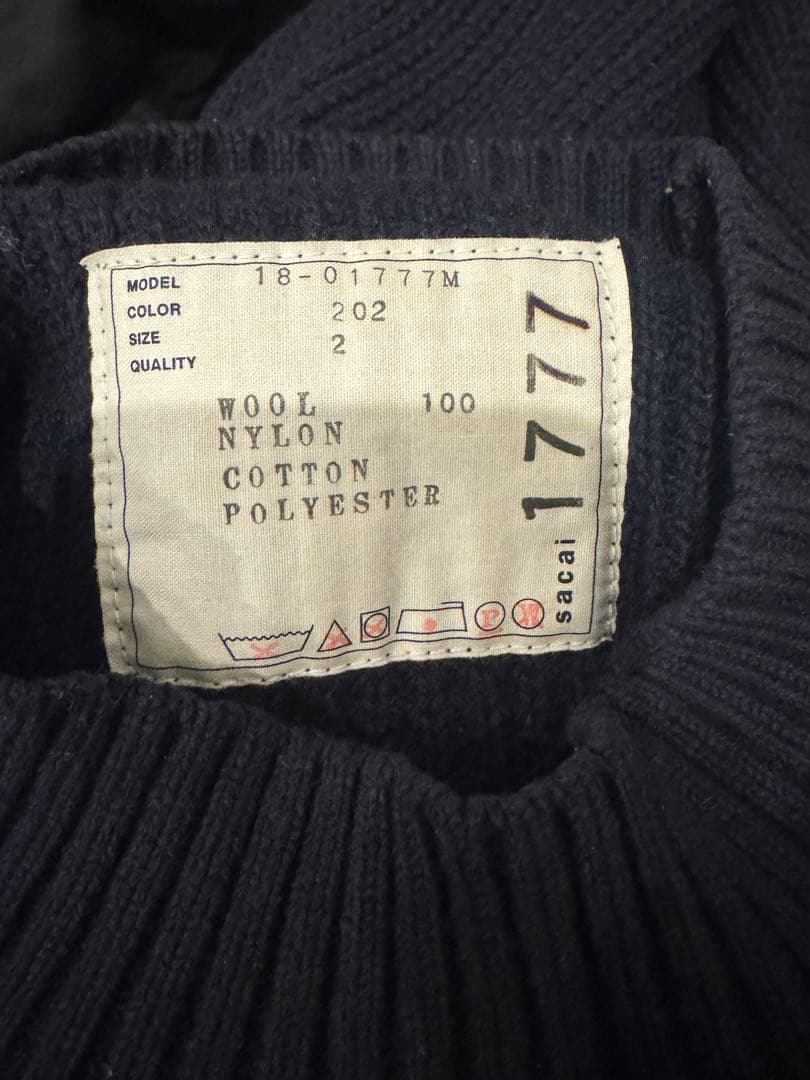 MODEL 18-01777M
COLOR 202
SIZE 2
QUALITY
WOOL 100
NYLON
COTTON
POLYESTER
sacai 1777
P W